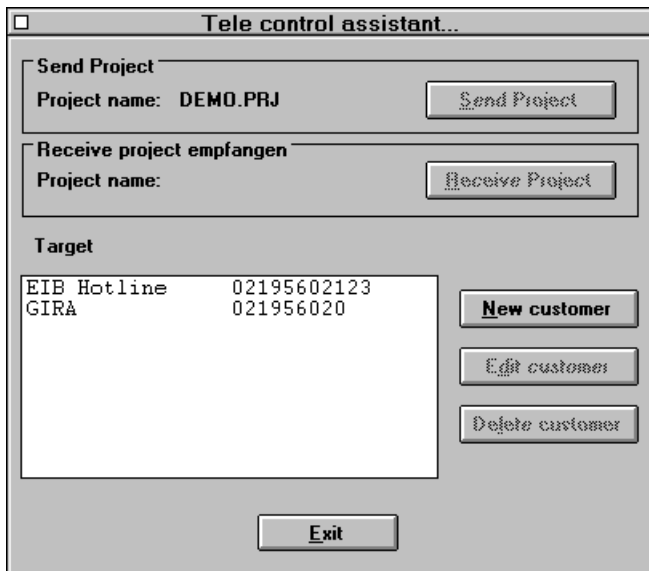 Tele control assistant...
Send Project
Project name: DEMO.PRJ Send Project
Receive project empfangen
Project name: Receive Project
Target
EIB Hotline 02195602123
GIRA 021956020
New customer
Edit customer
Delete customer
Exit